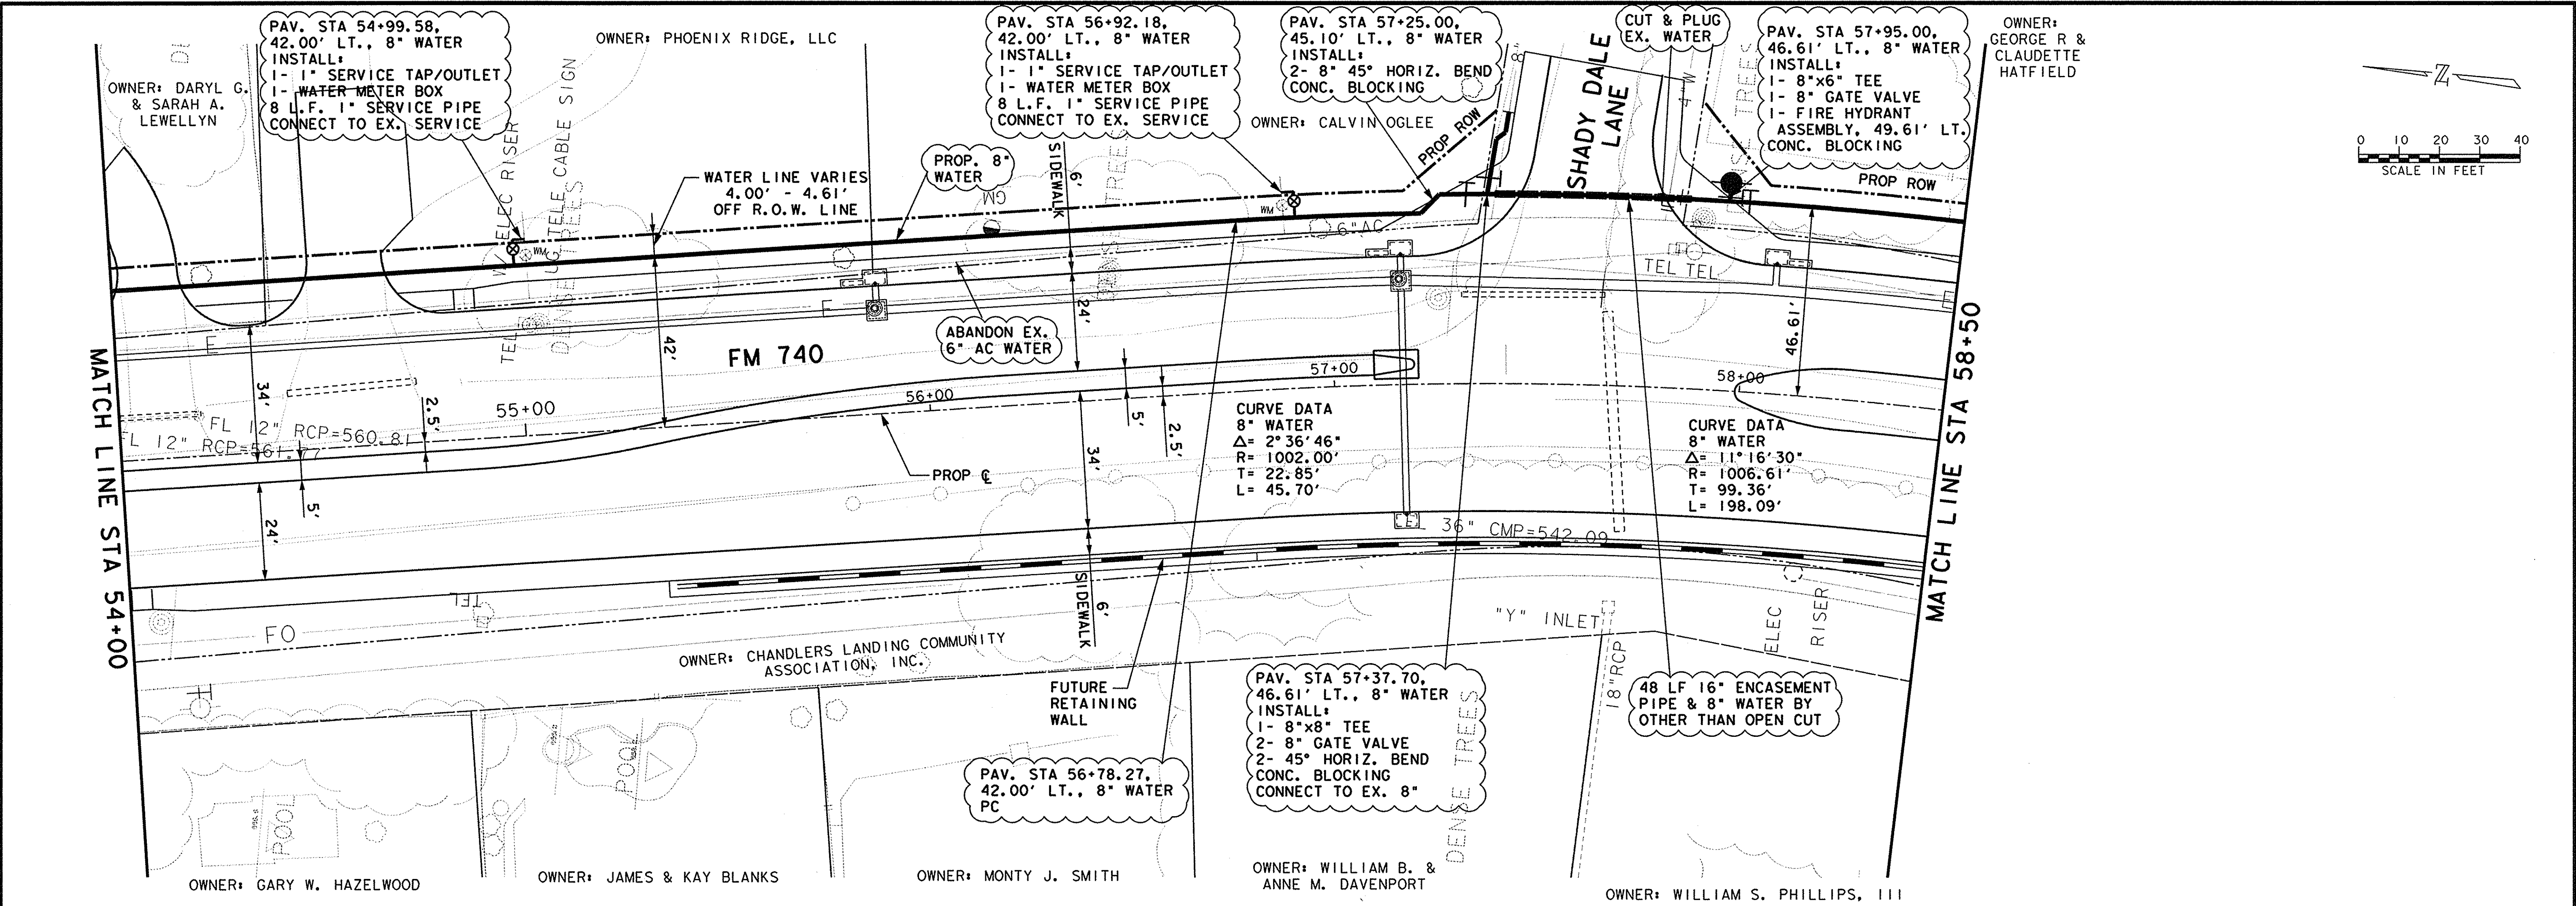 PAV. STA 54+99.58,
42.00' LT., 8" WATER
INSTALL:
1- 1" SERVICE TAP/OUTLET
1- WATER METER BOX
8 L.F. 1" SERVICE PIPE
CONNECT TO EX. SERVICE
OWNER: DARYL G.
& SARAH A.
LEWELLYN
OWNER: PHOENIX RIDGE, LLC
PAV. STA 56+92.18,
42.00' LT., 8" WATER
INSTALL:
1- 1" SERVICE TAP/OUTLET
1- WATER METER BOX
8 L.F. 1" SERVICE PIPE
CONNECT TO EX. SERVICE
PAV. STA 57+25.00,
45.10' LT., 8" WATER
INSTALL:
2- 8" 45° HORIZ. BEND
CONC. BLOCKING
OWNER: CALVIN OGLEE
CUT & PLUG
EX. WATER
PAV. STA 57+95.00,
46.61' LT., 8" WATER
INSTALL:
1- 8"x6" TEE
1- 8" GATE VALVE
1- FIRE HYDRANT
ASSEMBLY, 49.61' LT.
CONC. BLOCKING
OWNER:
GEORGE R &
CLAUDETTE
HATFIELD
Z
0 10 20 30 40
SCALE IN FEET
SHADY DALE
LANE
PROP ROW
PROP ROW
8"
4" W
TREES
WATER LINE VARIES
4.00' - 4.61'
OFF R.O.W. LINE
PROP. 8"
WATER
6'
SIDEWALK
ELEC RISER
TELE CABLE SIGN
WM
WM
GM
6" AC
TEL TEL
TEL
E
E
E
ABANDON EX.
6" AC WATER
FM 740
42'
24'
46.61'
34'
2.5'
55+00
56+00
57+00
58+00
5'
2.5'
34'
FL 12" RCP=560.81
FL 12" RCP=561.77
5'
24'
PROP ℄
CURVE DATA
8" WATER
Δ= 2°36'46"
R= 1002.00'
T= 22.85'
L= 45.70'
CURVE DATA
8" WATER
Δ= 11°16'30"
R= 1006.61'
T= 99.36'
L= 198.09'
MATCH LINE STA 54+00
MATCH LINE STA 58+50
36" CMP=542.09
TEL
FO
6'
SIDEWALK
"Y" INLET
ELEC
RISER
18"RCP
OWNER: CHANDLERS LANDING COMMUNITY
ASSOCIATION, INC.
FUTURE
RETAINING
WALL
PAV. STA 56+78.27,
42.00' LT., 8" WATER
PC
PAV. STA 57+37.70,
46.61' LT., 8" WATER
INSTALL:
1- 8"x8" TEE
2- 8" GATE VALVE
2- 45° HORIZ. BEND
CONC. BLOCKING
CONNECT TO EX. 8"
DENSE TREES
48 LF 16" ENCASEMENT
PIPE & 8" WATER BY
OTHER THAN OPEN CUT
POOL
POOL
OWNER: GARY W. HAZELWOOD
OWNER: JAMES & KAY BLANKS
OWNER: MONTY J. SMITH
OWNER: WILLIAM B. &
ANNE M. DAVENPORT
OWNER: WILLIAM S. PHILLIPS, III